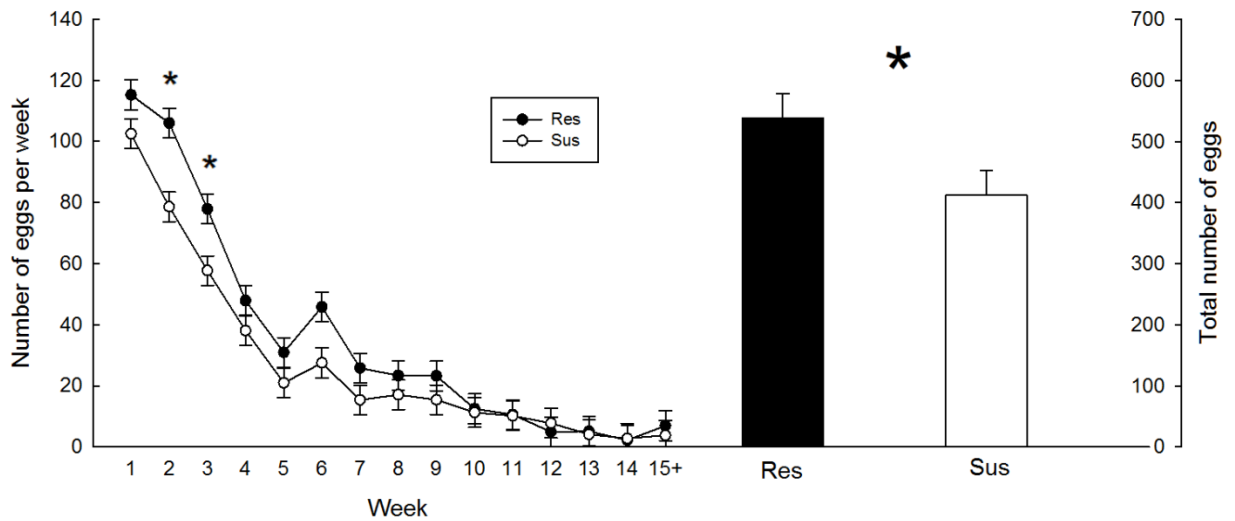 140
120
100
80
60
40
20
0
Number of eggs per week
*
*
Res
Sus
1 2 3 4 5 6 7 8 9 10 11 12 13 14 15+
Week
*
Res Sus
700
600
500
400
300
200
100
0
Total number of eggs